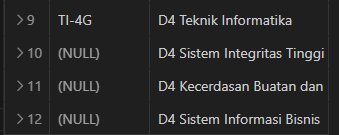 9 TI-4G D4 Teknik Informatika
10 (NULL) D4 Sistem Integritas Tinggi
11 (NULL) D4 Kecerdasan Buatan dan
12 (NULL) D4 Sistem Informasi Bisnis